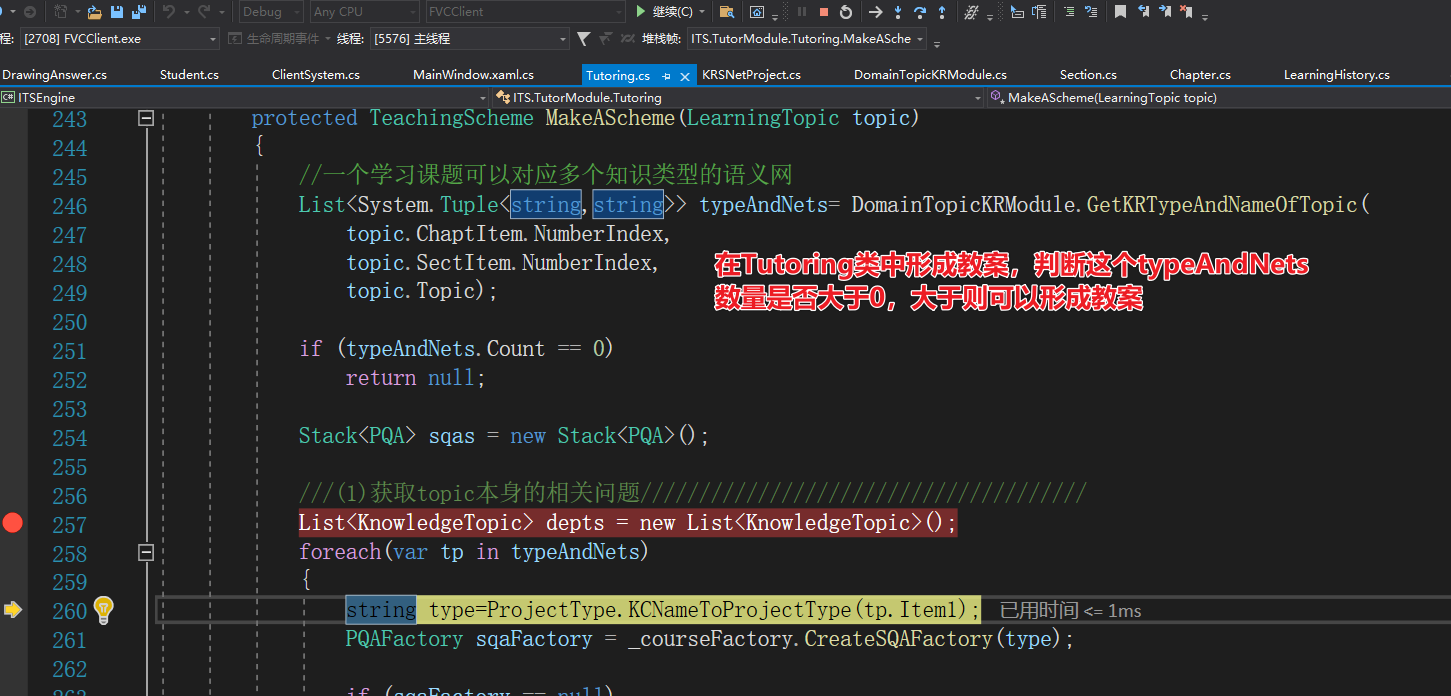 Debug Any CPU FVCClient 继续(C)
程: [2708] FVCClient.exe 生命周期事件 线程: [5576] 主线程 堆栈帧: ITS.TutorModule.Tutoring.MakeASche
DrawingAnswer.cs Student.cs ClientSystem.cs MainWindow.xaml.cs Tutoring.cs KRSNetProject.cs DomainTopicKRModule.cs Section.cs Chapter.cs LearningHistory.cs
C# ITSEngine ITS.TutorModule.Tutoring MakeAScheme(LearningTopic topic)
243 protected TeachingScheme MakeAScheme(LearningTopic topic)
244 {
245 //一个学习课题可以对应多个知识类型的语义网
246 List<System.Tuple<string,string>> typeAndNets= DomainTopicKRModule.GetKRTypeAndNameOfTopic(
247 topic.ChaptItem.NumberIndex,
248 topic.SectItem.NumberIndex,
249 topic.Topic);
在Tutoring类中形成教案，判断这个typeAndNets
数量是否大于0，大于则可以形成教案
250
251 if (typeAndNets.Count == 0)
252 return null;
253
254 Stack<PQA> sqas = new Stack<PQA>();
255
256 ///(1)获取topic本身的相关问题//////////////////////////////////////
257 List<KnowledgeTopic> depts = new List<KnowledgeTopic>();
258 foreach(var tp in typeAndNets)
259 {
260 string type=ProjectType.KCNameToProjectType(tp.Item1); 已用时间 <= 1ms
261 PQAFactory sqaFactory = _courseFactory.CreateSQAFactory(type);
262
263 if (sqaFactory == null)